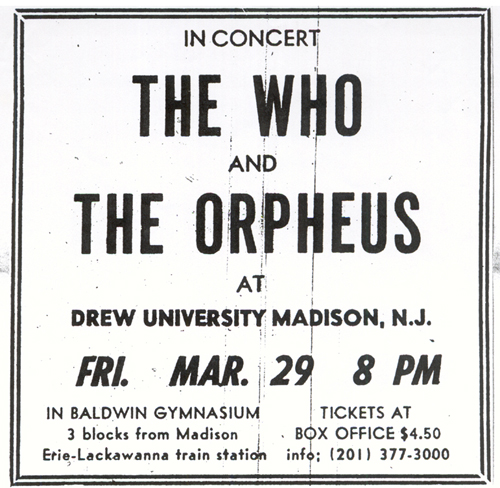 IN CONCERT
THE WHO
AND
THE ORPHEUS
AT
DREW UNIVERSITY MADISON, N.J.
FRI. MAR. 29 8 PM
IN BALDWIN GYMNASIUM
3 blocks from Madison
Erie-Lackawanna train station
TICKETS AT
BOX OFFICE $4.50
info; (201) 377-3000